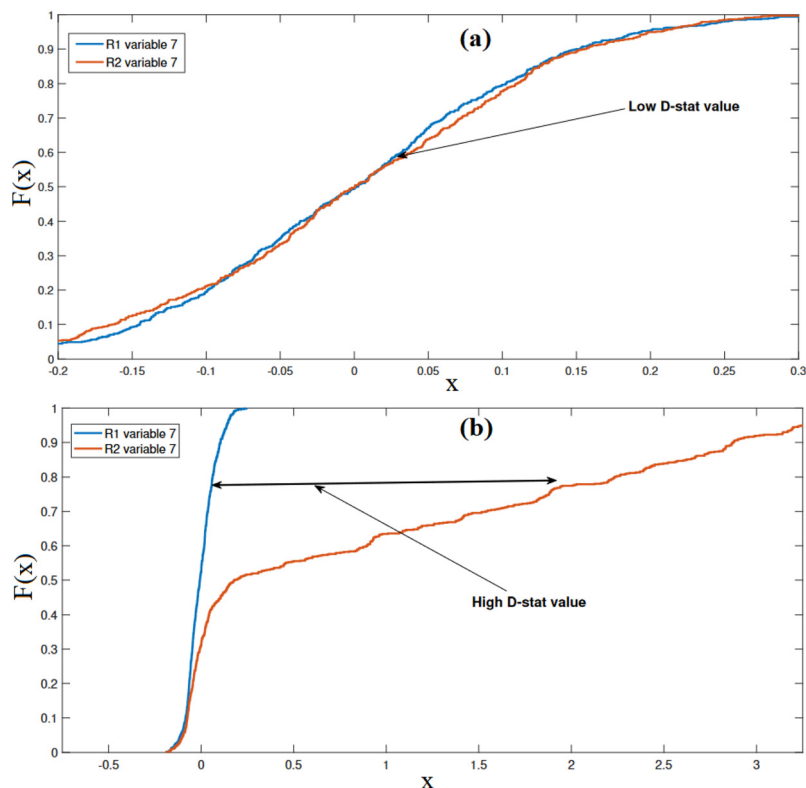 (a)
R1 variable 7
R2 variable 7
Low D-stat value
F(x)
1
0.9
0.8
0.7
0.6
0.5
0.4
0.3
0.2
0.1
0
-0.2 -0.15 -0.1 -0.05 0 0.05 0.1 0.15 0.2 0.25 0.3
x
(b)
R1 variable 7
R2 variable 7
High D-stat value
F(x)
1
0.9
0.8
0.7
0.6
0.5
0.4
0.3
0.2
0.1
0
-0.5 0 0.5 1 1.5 2 2.5 3
x